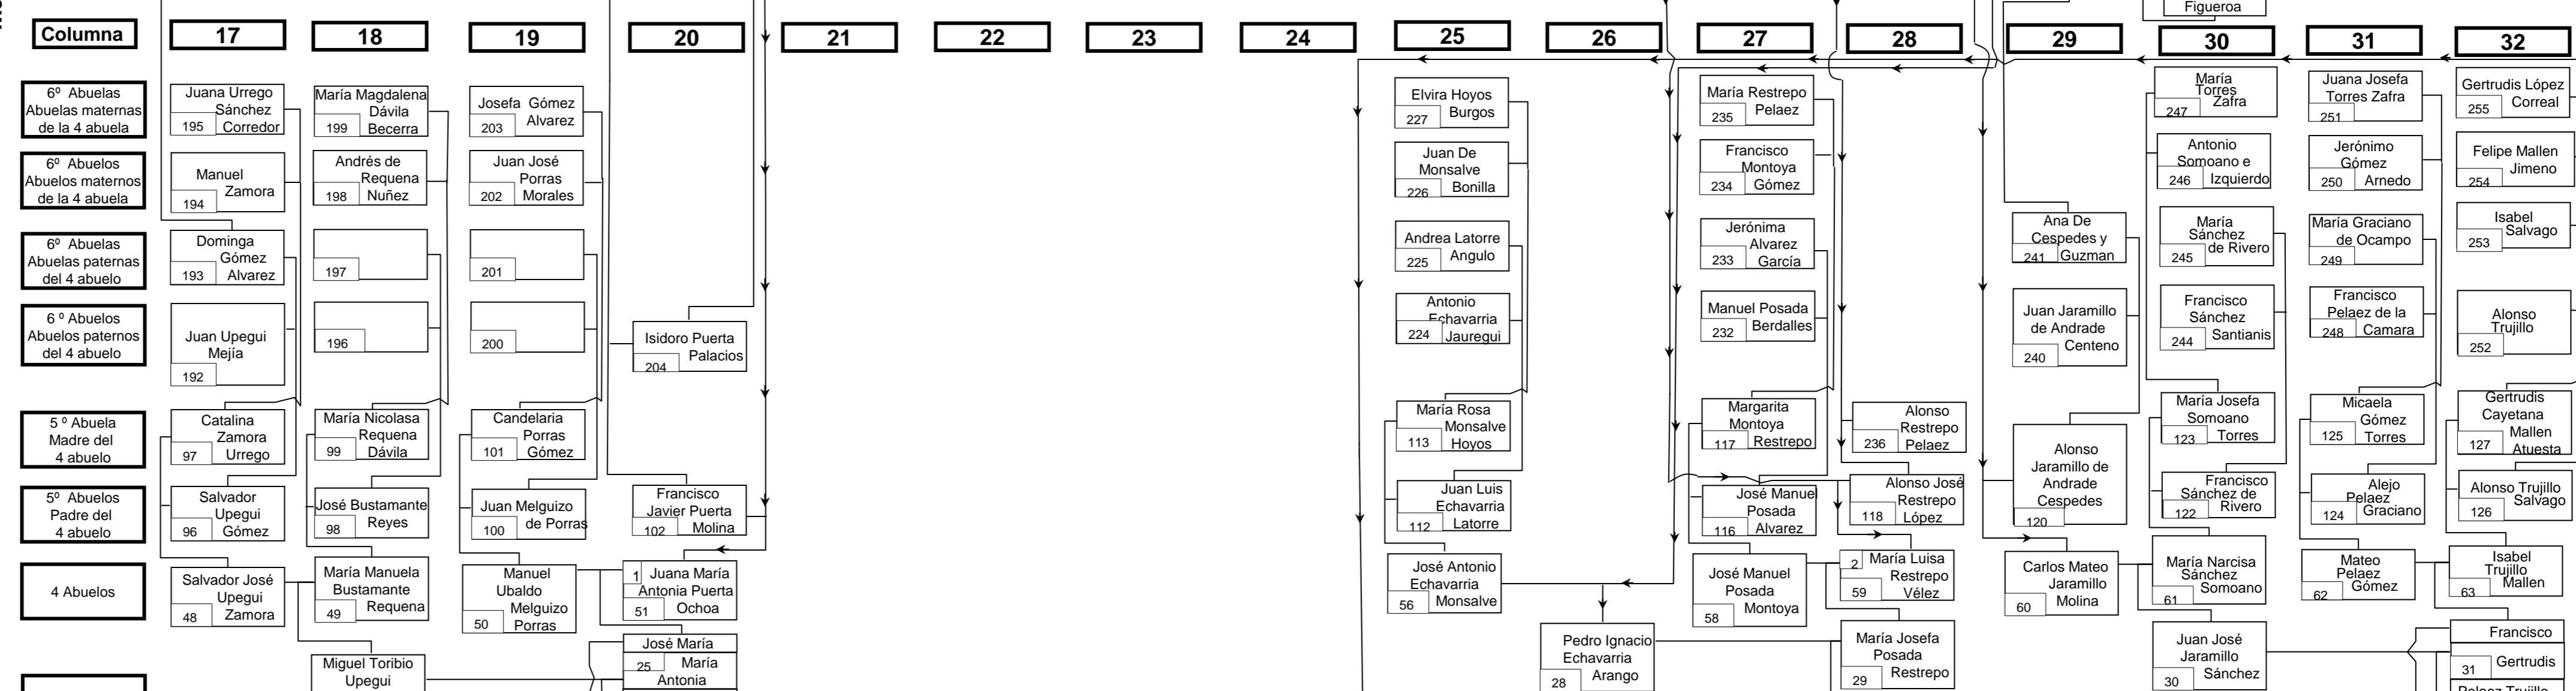 Figueroa
Columna
17
18
19
20
21
22
23
24
25
26
27
28
29
30
31
32
6º Abuelas
Abuelas maternas
de la 4 abuela
Juana Urrego
Sánchez
195 Corredor
María Magdalena
Dávila
199 Becerra
Josefa Gómez
Alvarez
203
Elvira Hoyos
Burgos
227
María Restrepo
Pelaez
235
María
Torres
Zafra
247
Juana Josefa
Torres Zafra
251
Gertrudis López
Correal
255
6º Abuelos
Abuelos maternos
de la 4 abuela
Manuel
Zamora
194
Andrés de
Requena
198 Nuñez
Juan José
Porras
202 Morales
Juan De
Monsalve
226 Bonilla
Francisco
Montoya
234 Gómez
Antonio
Somoano e
246 Izquierdo
Jerónimo
Gómez
250 Arnedo
Felipe Mallen
Jimeno
254
6º Abuelas
Abuelas paternas
del 4 abuelo
Dominga
Gómez
193 Alvarez
197
201
Andrea Latorre
Angulo
225
Jerónima
Alvarez
233 García
Ana De
Cespedes y
241 Guzman
María
Sánchez
de Rivero
245
María Graciano
de Ocampo
249
Isabel
Salvago
253
6 º Abuelos
Abuelos paternos
del 4 abuelo
Juan Upegui
Mejía
192
196
200
Isidoro Puerta
Palacios
204
Antonio
Echavarria
224 Jauregui
Manuel Posada
Berdalles
232
Juan Jaramillo
de Andrade
Centeno
240
Francisco
Sánchez
244 Santianis
Francisco
Pelaez de la
248 Camara
Alonso
Trujillo
252
5 º Abuela
Madre del
4 abuelo
Catalina
Zamora
97 Urrego
María Nicolasa
Requena
99 Dávila
Candelaria
Porras
101 Gómez
María Rosa
Monsalve
113 Hoyos
Margarita
Montoya
117 Restrepo
Alonso
Restrepo
236 Pelaez
Alonso
Jaramillo de
Andrade
Cespedes
120
María Josefa
Somoano
123 Torres
Micaela
Gómez
125 Torres
Gertrudis
Cayetana
Mallen
127 Atuesta
5º Abuelos
Padre del
4 abuelo
Salvador
Upegui
96 Gómez
José Bustamante
Reyes
98
Juan Melguizo
de Porras
100
Francisco
Javier Puerta
102 Molina
Juan Luis
Echavarria
112 Latorre
José Manuel
Posada
116 Alvarez
Alonso José
Restrepo
118 López
Francisco
Sánchez de
Rivero
122
Alejo
Pelaez
Graciano
124
Alonso Trujillo
Salvago
126
4 Abuelos
Salvador José
Upegui
48 Zamora
María Manuela
Bustamante
49 Requena
Manuel
Ubaldo
Melguizo
50 Porras
1 Juana María
Antonia Puerta
51 Ochoa
José Antonio
Echavarria
56 Monsalve
José Manuel
Posada
Montoya
58
2 María Luisa
Restrepo
59 Vélez
Carlos Mateo
Jaramillo
60 Molina
María Narcisa
Sánchez
Somoano
61
Mateo
Pelaez
Gómez
62
Isabel
Trujillo
Mallen
63
Miguel Toribio
Upegui
José María
25 María
Antonia
Pedro Ignacio
Echavarria
Arango
28
María Josefa
Posada
29 Restrepo
Juan José
Jaramillo
30 Sánchez
Francisco
31 Gertrudis
Pelaez Trujillo